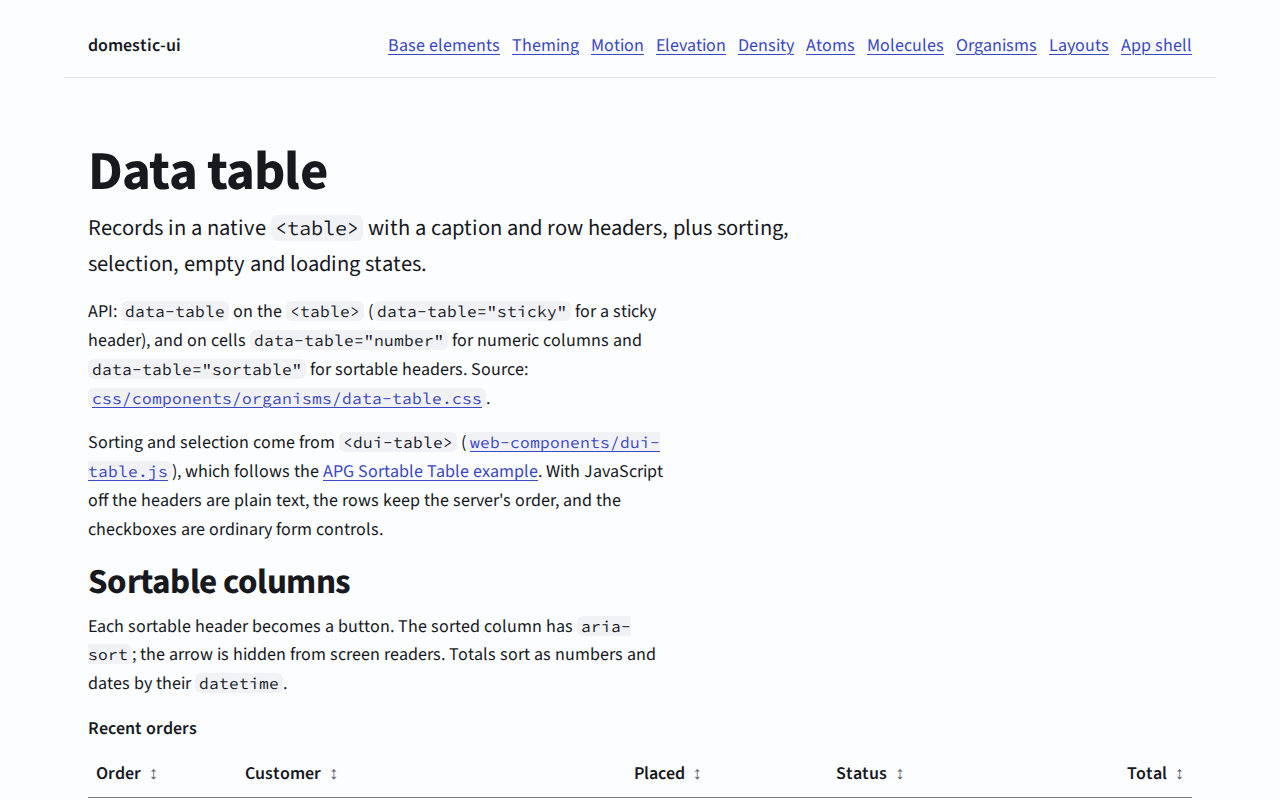 domestic-ui
Base elements Theming Motion Elevation Density Atoms Molecules Organisms Layouts App shell
Data table
Records in a native <table> with a caption and row headers, plus sorting,
selection, empty and loading states.
API: data-table on the <table> (data-table="sticky" for a sticky
header), and on cells data-table="number" for numeric columns and
data-table="sortable" for sortable headers. Source:
css/components/organisms/data-table.css.
Sorting and selection come from <dui-table> (web-components/dui-
table.js), which follows the APG Sortable Table example. With JavaScript
off the headers are plain text, the rows keep the server's order, and the
checkboxes are ordinary form controls.
Sortable columns
Each sortable header becomes a button. The sorted column has aria-
sort; the arrow is hidden from screen readers. Totals sort as numbers and
dates by their datetime.
Recent orders
Order ↕ Customer ↕ Placed ↕ Status ↕ Total ↕